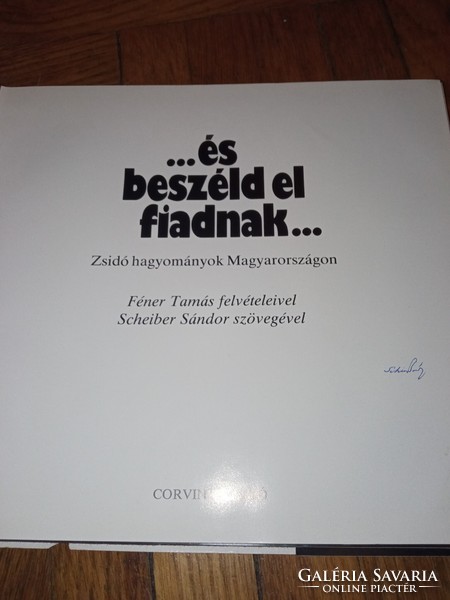 ...és
beszéld el
fiadnak...
Zsidó hagyományok Magyarországon
Féner Tamás felvételeivel
Scheiber Sándor szövegével
GALÉRIA SAVARIA
ONLINE PIACTÉR